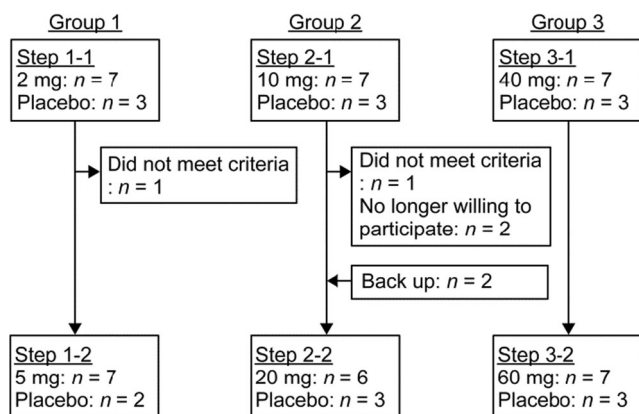 Group 1
Group 2
Group 3
Step 1-1
2 mg: n = 7
Placebo: n = 3
Step 2-1
10 mg: n = 7
Placebo: n = 3
Step 3-1
40 mg: n = 7
Placebo: n = 3
Did not meet criteria
: n = 1
Did not meet criteria
: n = 1
No longer willing to
participate: n = 2
Back up: n = 2
Step 1-2
5 mg: n = 7
Placebo: n = 2
Step 2-2
20 mg: n = 6
Placebo: n = 3
Step 3-2
60 mg: n = 7
Placebo: n = 3